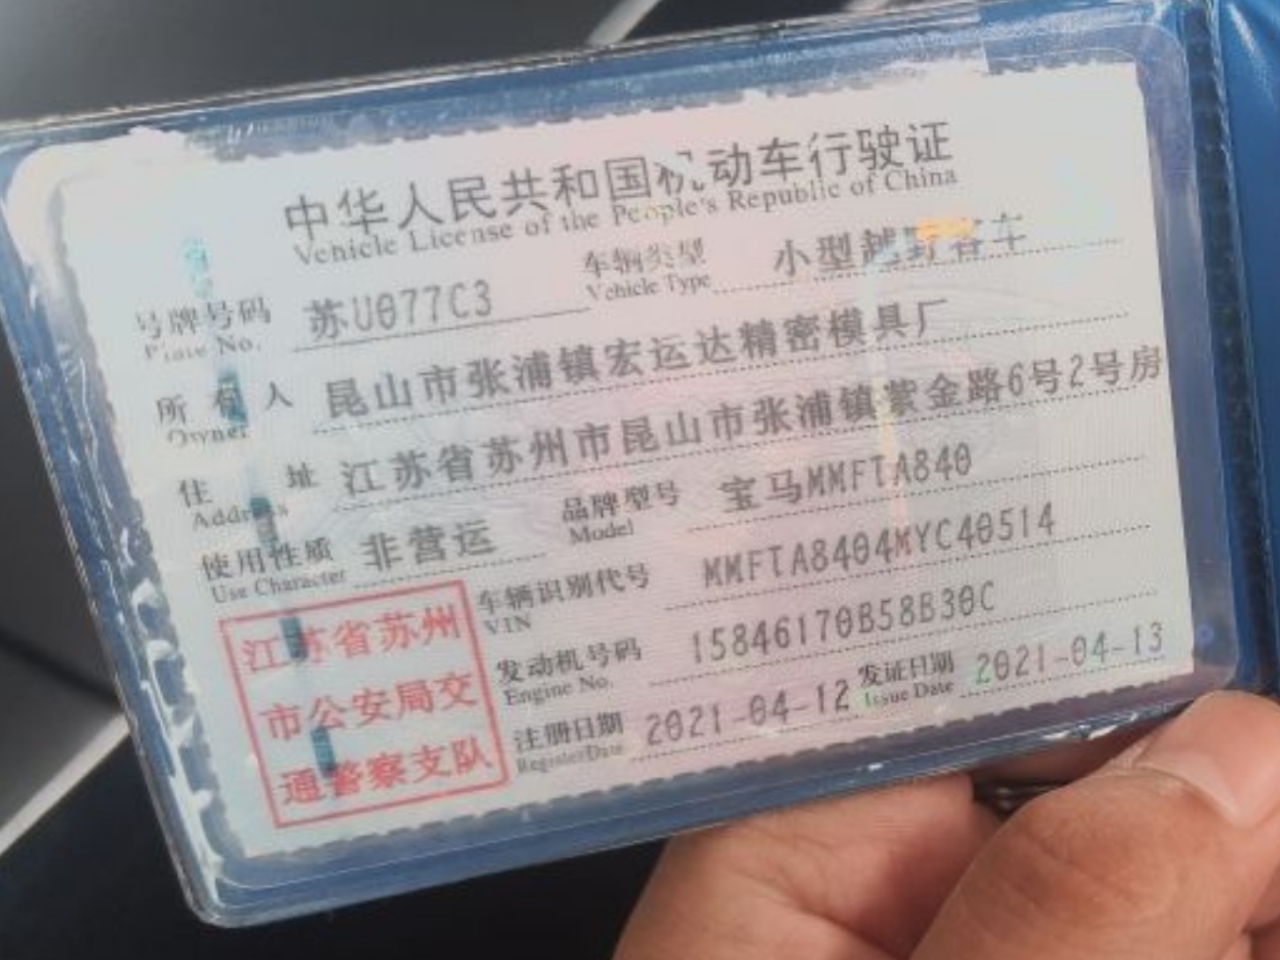 中华人民共和国机动车行驶证
Vehicle License of the People's Republic of China
号牌号码 苏U077C3 车辆类型 小型越野客车
Plate No. Vehicle Type
所有人 昆山市张浦镇宏运达精密模具厂
Owner
住址 江苏省苏州市昆山市张浦镇紫金路6号2号房
Address
使用性质 非营运 品牌型号 宝马MMFTA840
Use Character Model
车辆识别代号 MMFTA8404MYC40514
VIN
发动机号码 15846170B58B30C
Engine No.
注册日期 2021-04-12 发证日期 2021-04-13
Register Date Issue Date
江苏省苏州
市公安局交
通警察支队